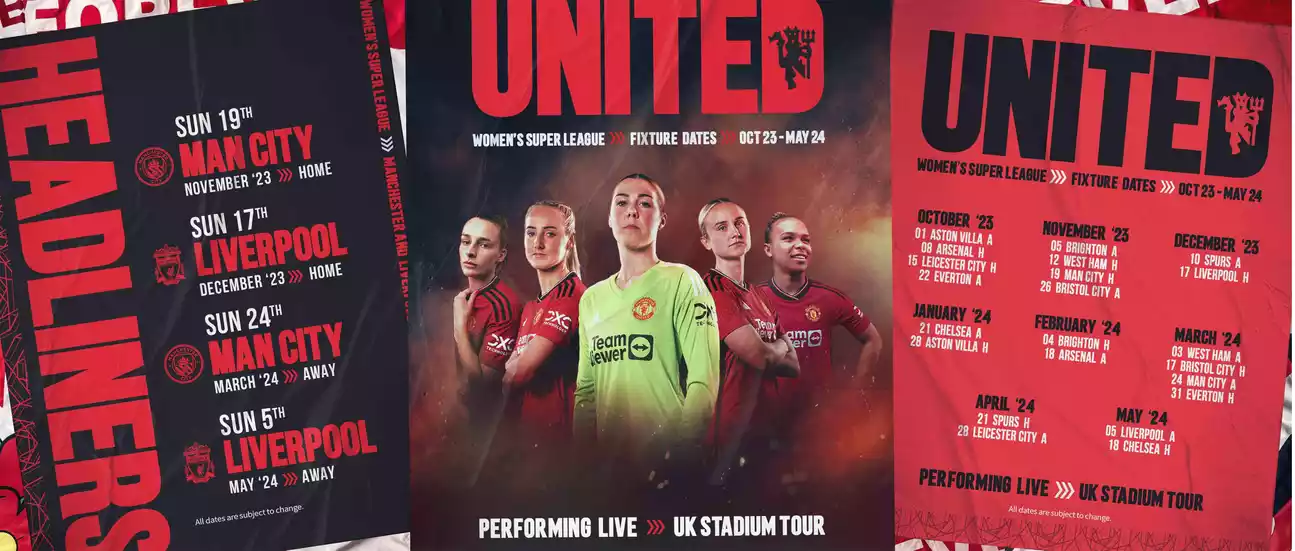 HEADLINERS
SUN 19TH
MAN CITY
NOVEMBER '23 >>> HOME
SUN 17TH
LIVERPOOL
DECEMBER '23 >>> HOME
SUN 24TH
MAN CITY
MARCH '24 >>> AWAY
SUN 5TH
LIVERPOOL
MAY '24 >>> AWAY
All dates are subject to change.
WOMEN'S SUPER LEAGUE >>> MANCHESTER AND
UNITED
WOMEN'S SUPER LEAGUE >>> FIXTURE DATES >>> OCT 23 - MAY 24
DXC
TECHNOLOGY
TeamViewer
PERFORMING LIVE >>> UK STADIUM TOUR
UNITED
WOMEN'S SUPER LEAGUE >>> FIXTURE DATES >>> OCT 23 - MAY 24
OCTOBER '23
01 ASTON VILLA A
08 ARSENAL H
15 LEICESTER CITY H
22 EVERTON A
NOVEMBER '23
05 BRIGHTON A
12 WEST HAM H
19 MAN CITY H
26 BRISTOL CITY A
DECEMBER '23
10 SPURS A
17 LIVERPOOL H
JANUARY '24
21 CHELSEA A
28 ASTON VILLA H
FEBRUARY '24
04 BRIGHTON H
18 ARSENAL A
MARCH '24
03 WEST HAM A
17 BRISTOL CITY H
24 MAN CITY A
31 EVERTON H
APRIL '24
21 SPURS H
28 LEICESTER CITY A
MAY '24
05 LIVERPOOL A
18 CHELSEA H
PERFORMING LIVE >>> UK STADIUM TOUR
All dates are subject to change.